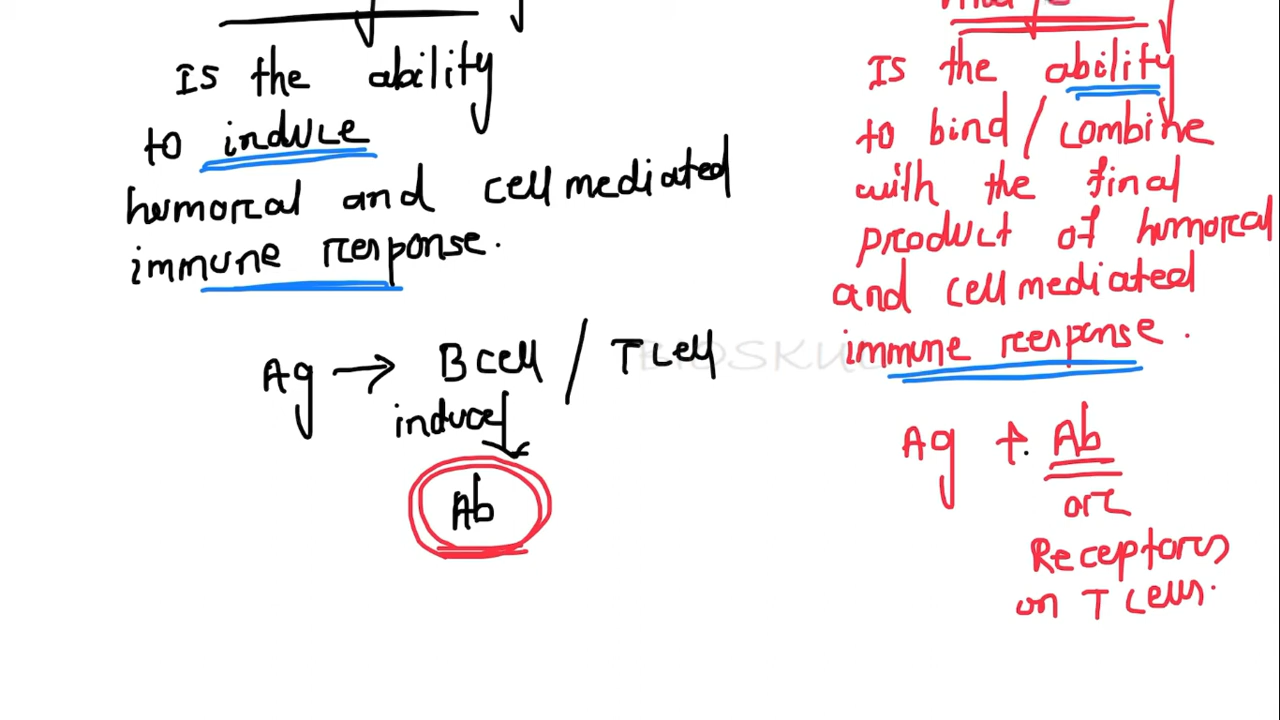 Is the ability
to induce
humoral and cell mediated
immune response.
Ag → B cell / T cell
induce
Ab
Is the ability
to bind / combine
with the final
product of humoral
and cell mediated
immune response.
Ag + Ab
or
Receptors
on T cells.